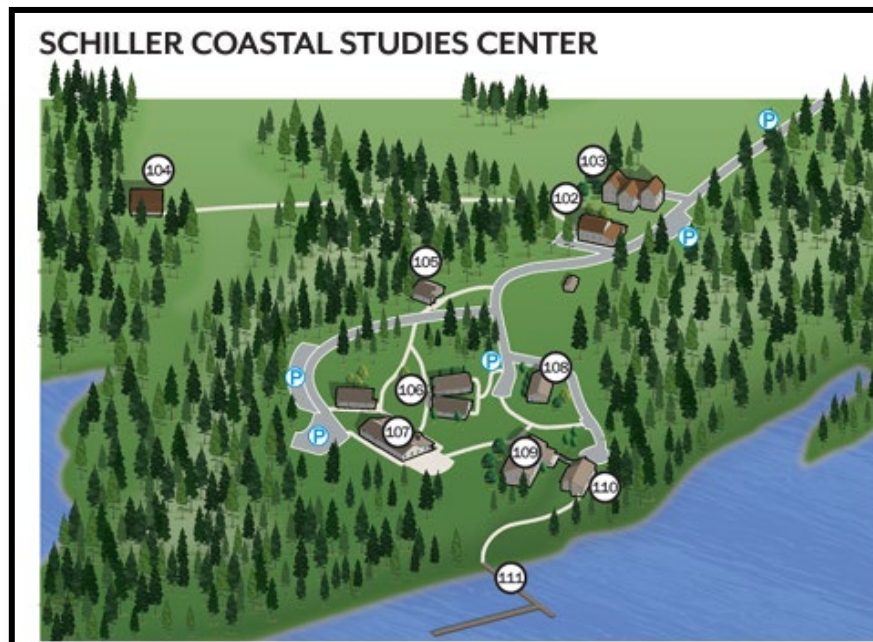 SCHILLER COASTAL STUDIES CENTER
P
103
104
102
P
105
P
108
P
106
107
P
109
110
111